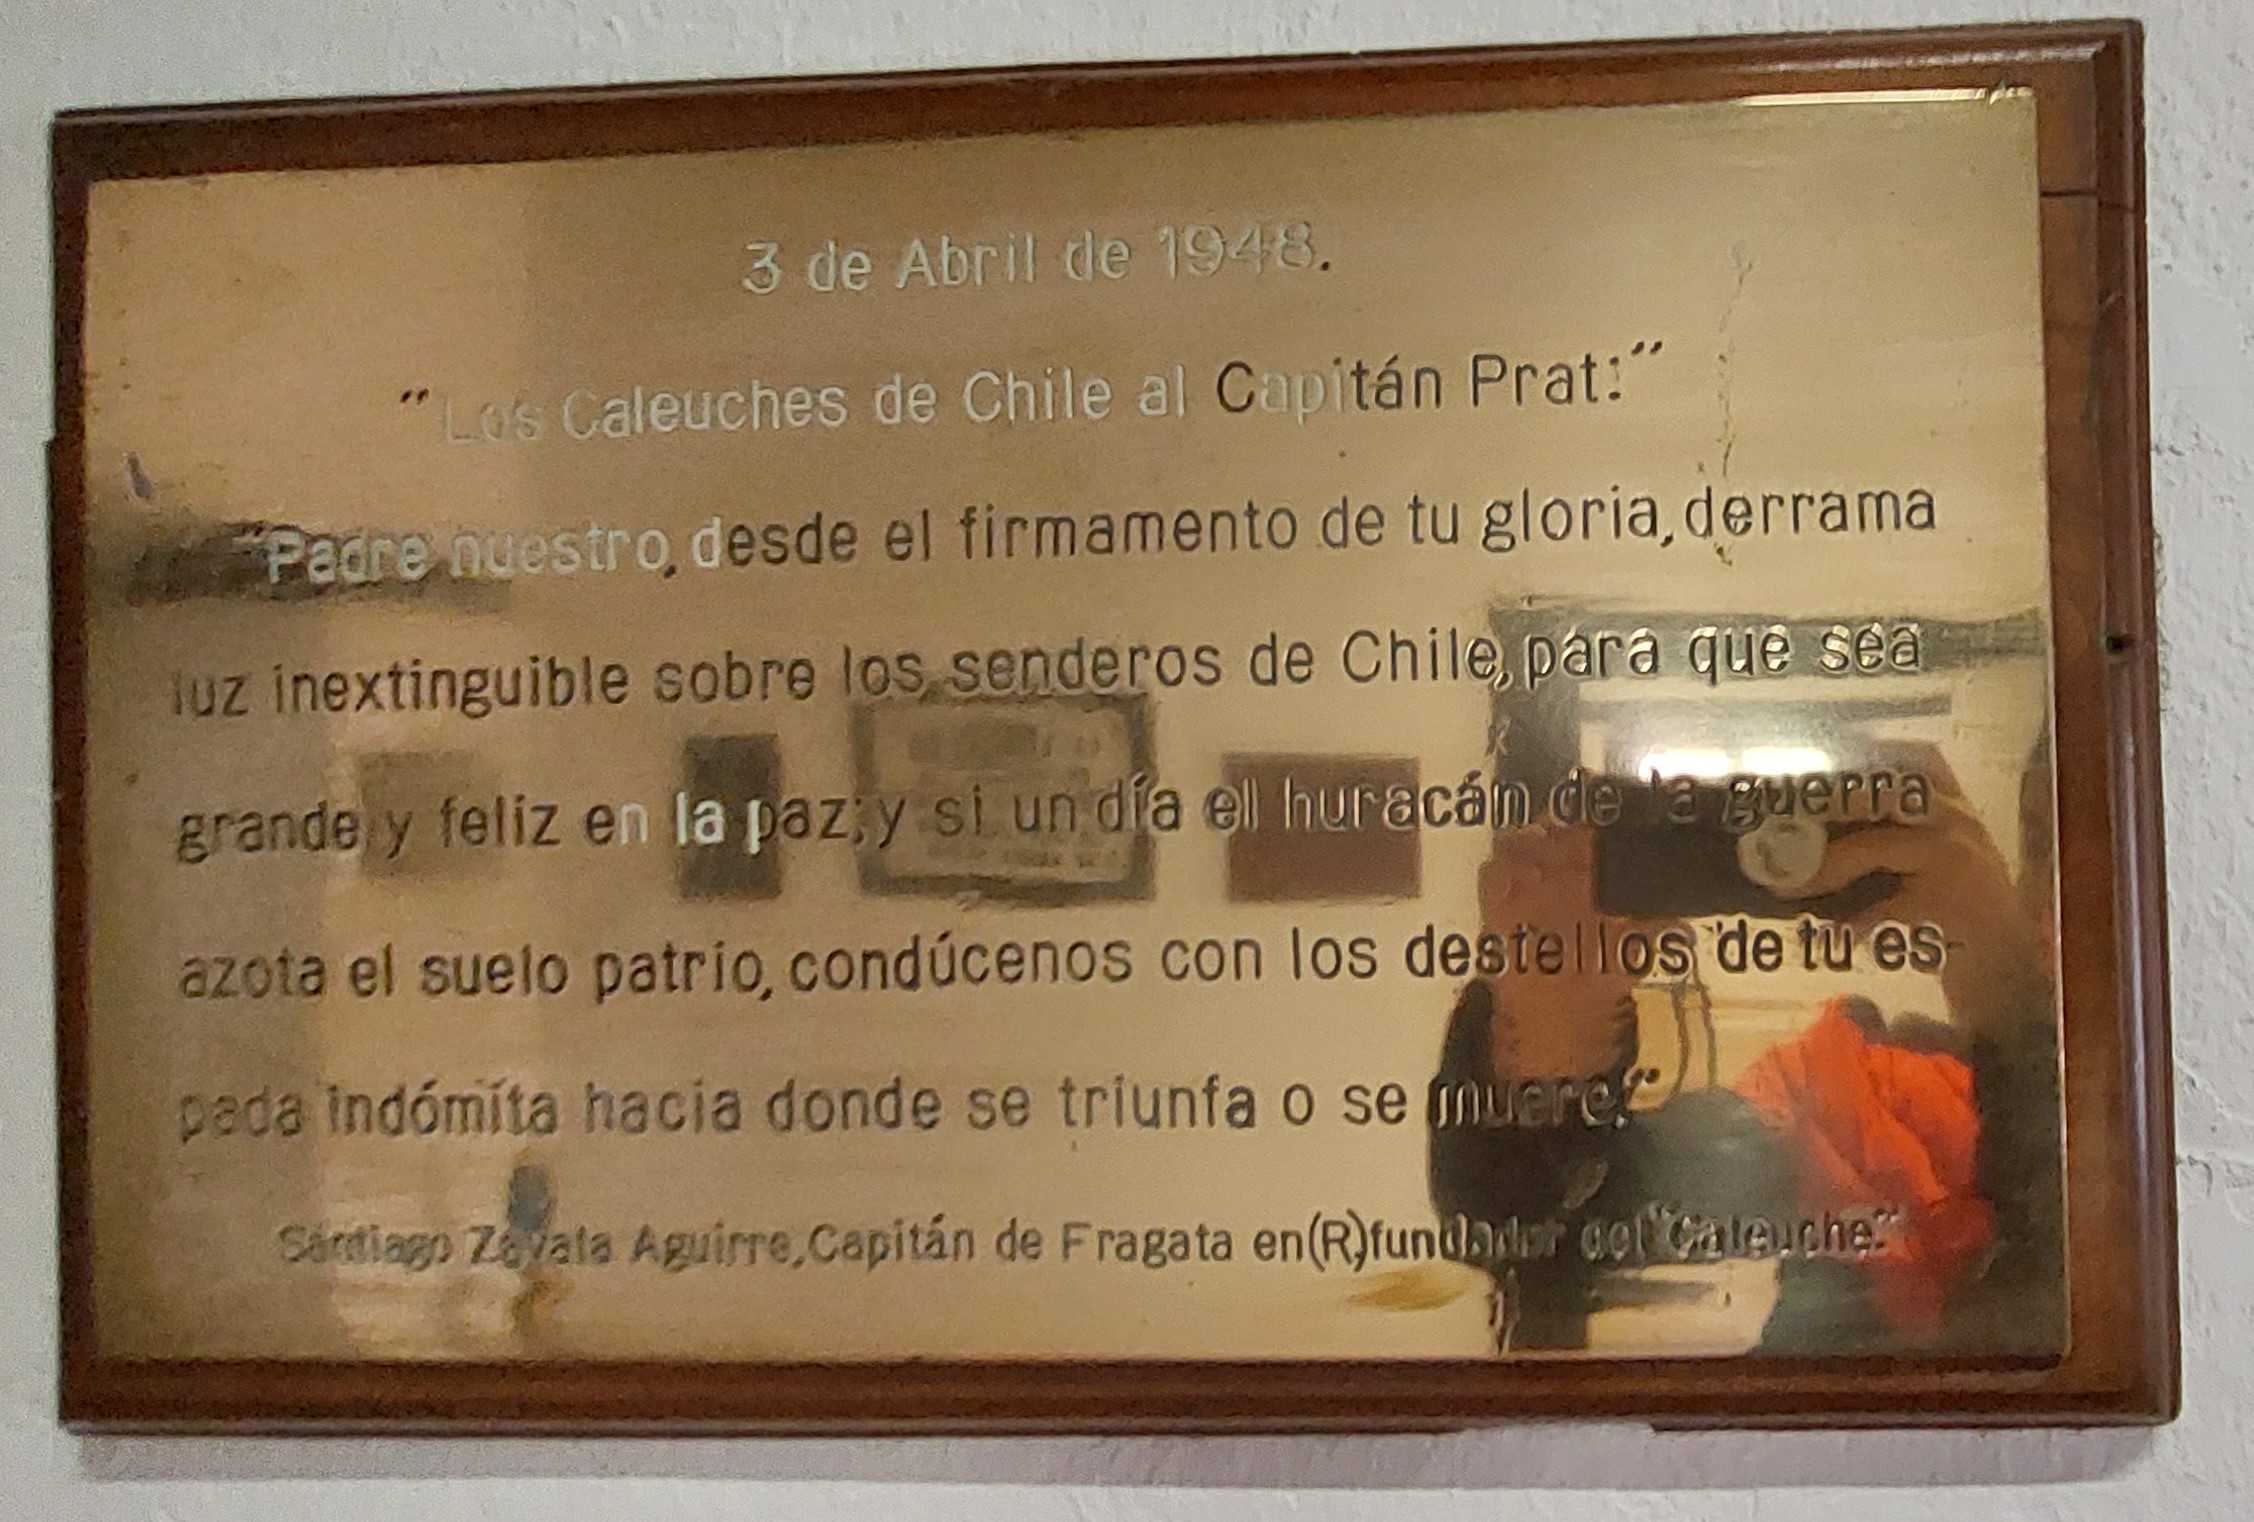 3 de Abril de 1948.
"Los Caleuches de Chile al Capitán Prat:"
"Padre nuestro, desde el firmamento de tu gloria, derrama
luz inextinguible sobre los senderos de Chile, para que sea
grande y feliz en la paz; y si un día el huracán de la guerra
azota el suelo patrio, condúcenos con los destellos de tu es-
pada indómita hacia donde se triunfa o se muere."
Santiago Zavala Aguirre, Capitán de Fragata en (R) fundador del "Caleuche."